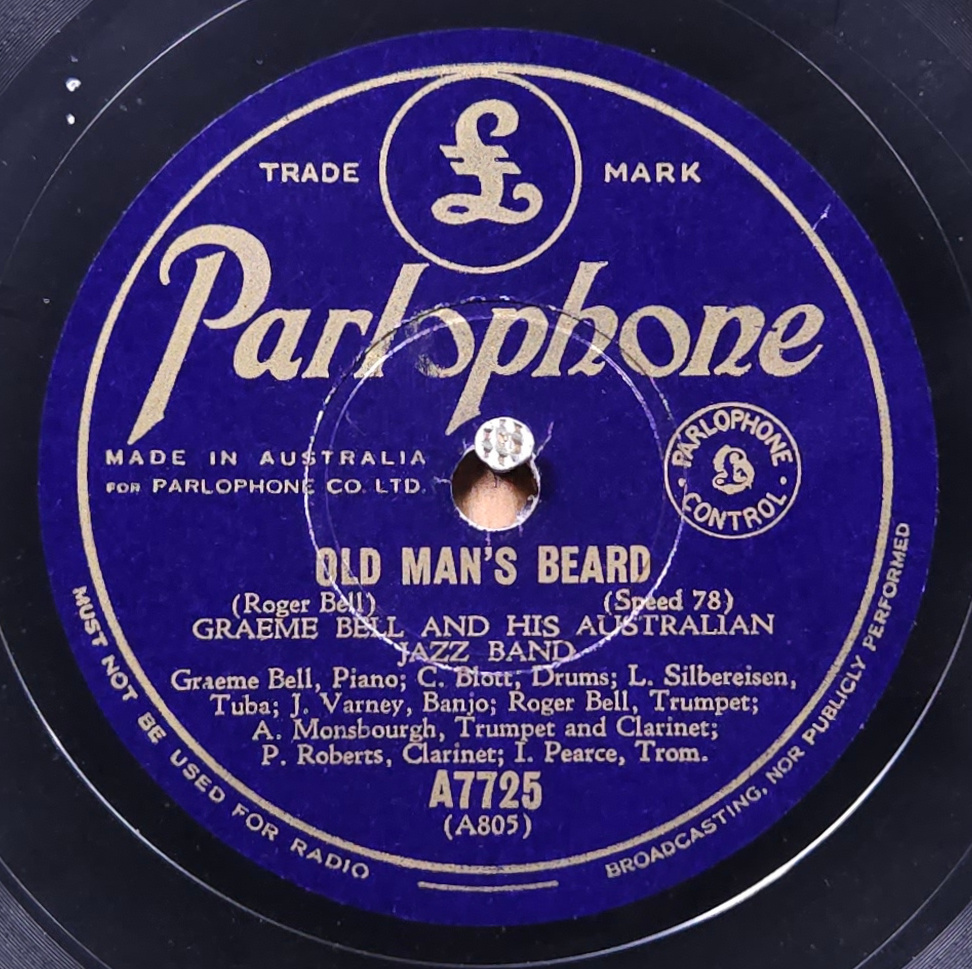 £
TRADE MARK
Parlophone
MADE IN AUSTRALIA
FOR PARLOPHONE CO. LTD.
PARLOPHONE
£
· CONTROL ·
OLD MAN'S BEARD
(Roger Bell) (Speed 78)
GRAEME BELL AND HIS AUSTRALIAN
JAZZ BAND
Graeme Bell, Piano; C. Blott, Drums; L. Silbereisen,
Tuba; J. Varney, Banjo; Roger Bell, Trumpet;
A. Monsbourgh, Trumpet and Clarinet;
P. Roberts, Clarinet; I. Pearce, Trom.
A7725
(A805)
MUST NOT BE USED FOR RADIO BROADCASTING, NOR PUBLICLY PERFORMED